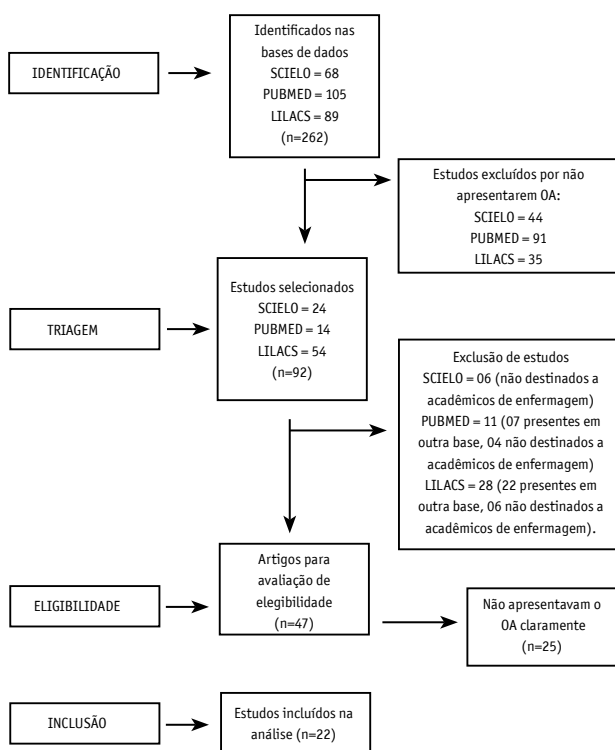 Identificados nas
bases de dados
SCIELO = 68
PUBMED = 105
LILACS = 89
(n=262)
IDENTIFICAÇÃO
Estudos excluídos por não
apresentarem OA:
SCIELO = 44
PUBMED = 91
LILACS = 35
Estudos selecionados
SCIELO = 24
PUBMED = 14
LILACS = 54
(n=92)
TRIAGEM
Exclusão de estudos
SCIELO = 06 (não destinados a
acadêmicos de enfermagem)
PUBMED = 11 (07 presentes em
outra base, 04 não destinados a
acadêmicos de enfermagem)
LILACS = 28 (22 presentes em
outra base, 06 não destinados a
acadêmicos de enfermagem).
Artigos para
avaliação de
elegebilidade
(n=47)
ELIGIBILIDADE
Não apresentavam o
OA claramente
(n=25)
INCLUSÃO
Estudos incluídos na
análise (n=22)